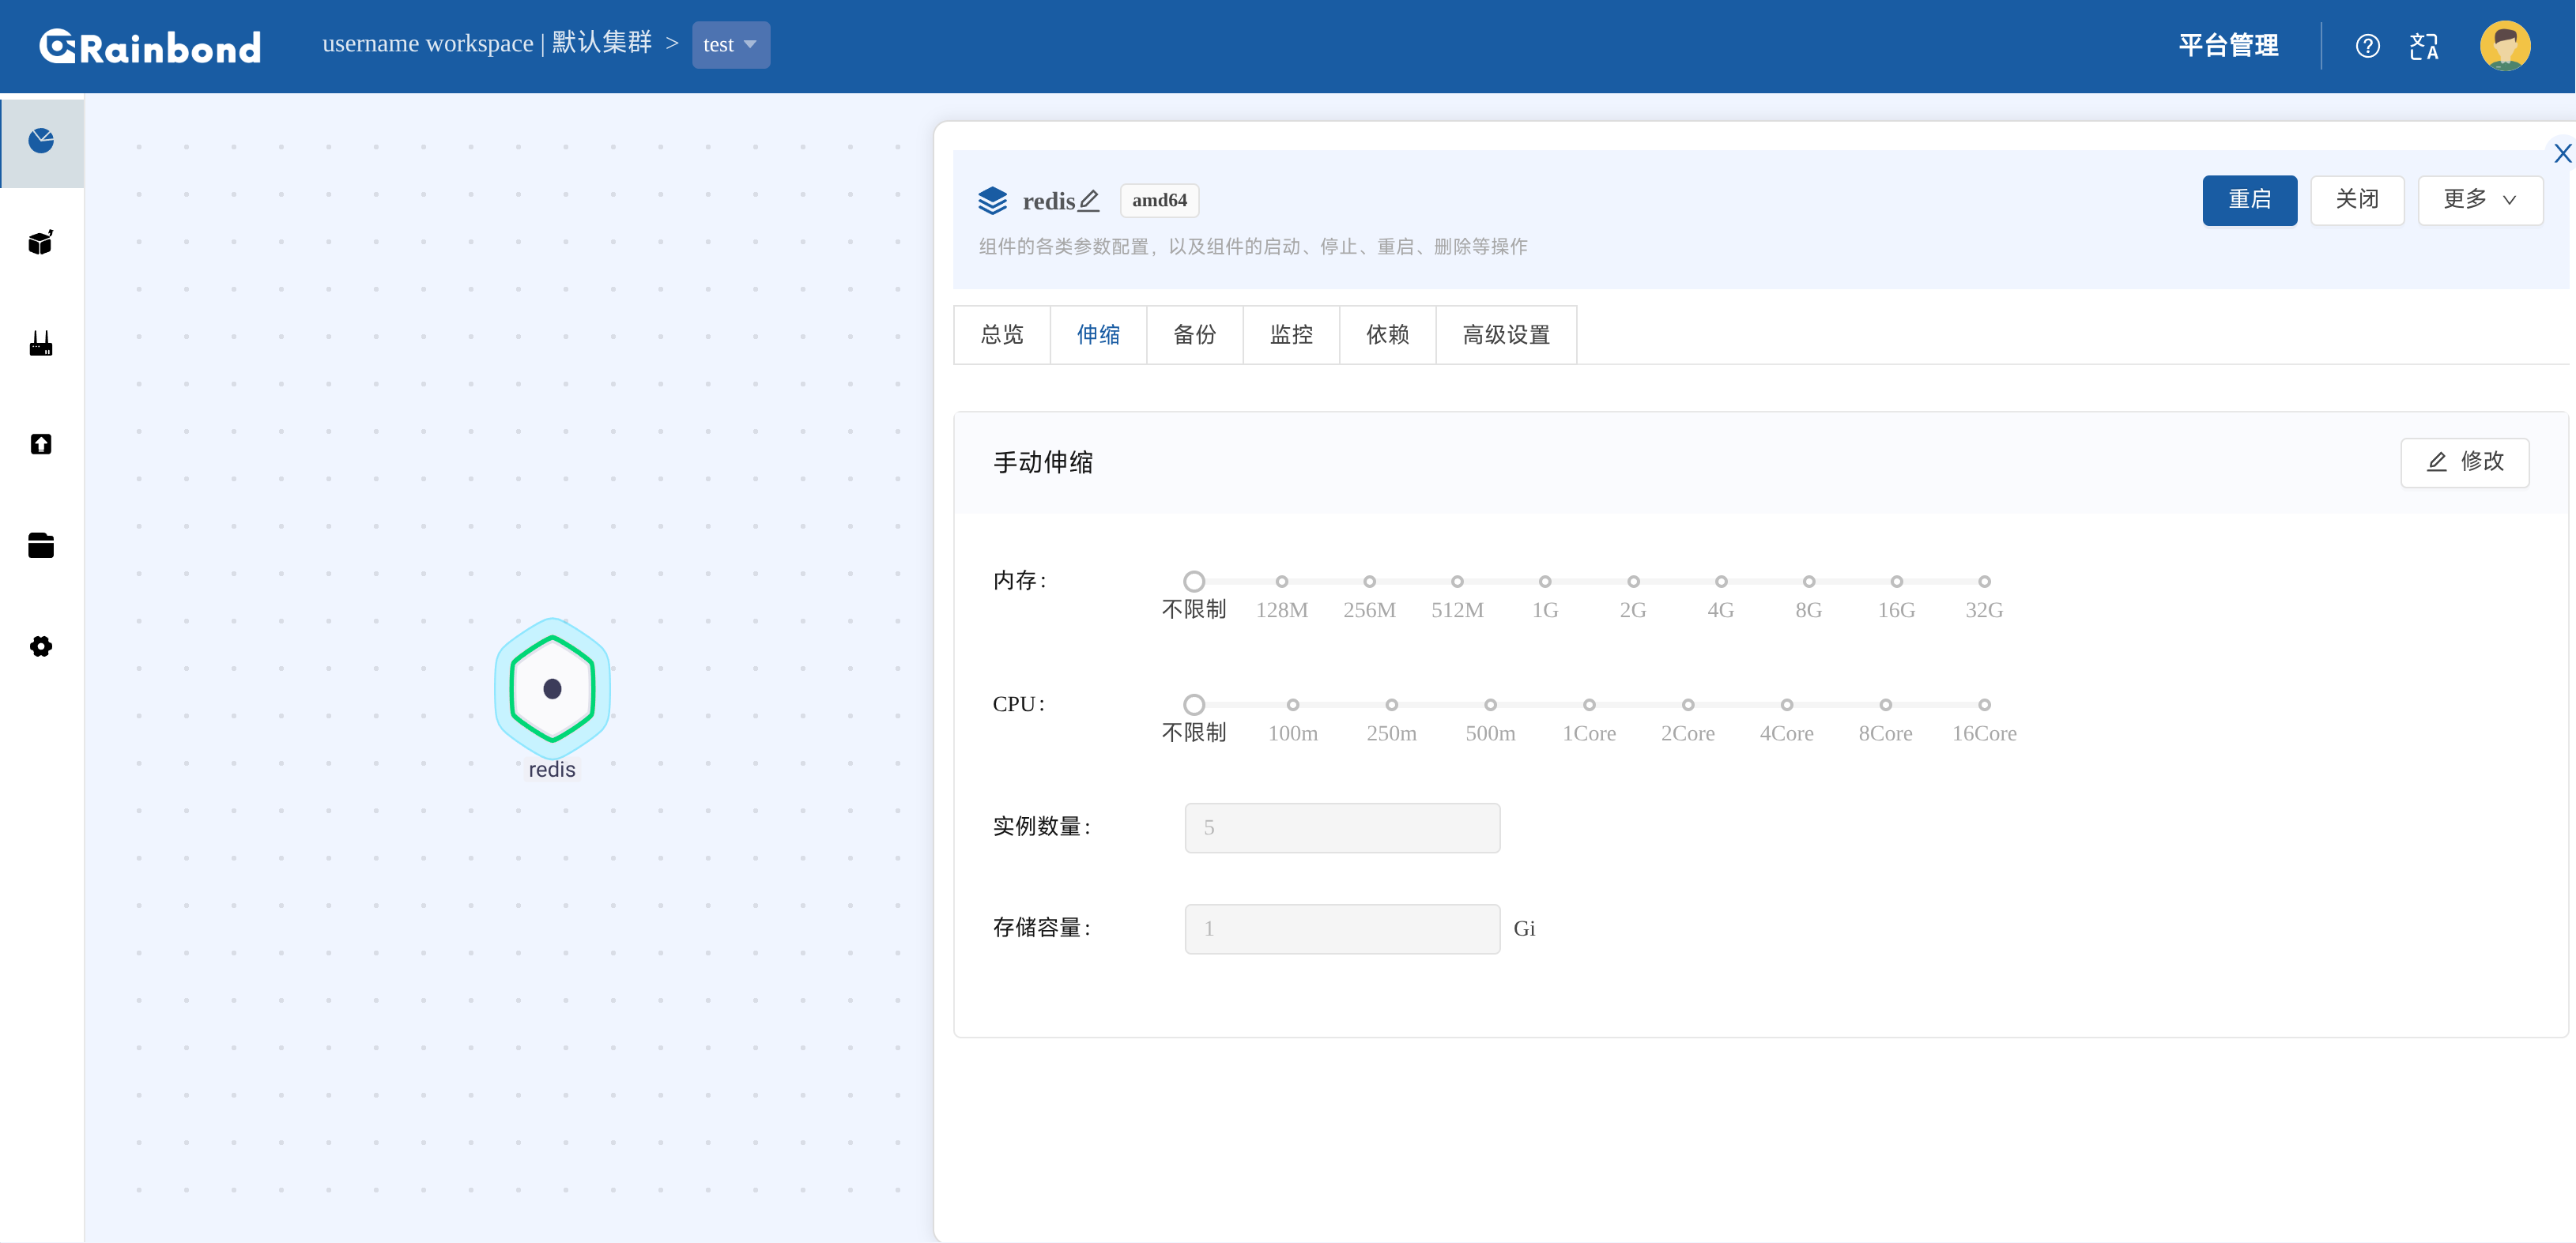 Rainbond
username workspace | 默认集群 > test
平台管理
redis amd64
重启 关闭 更多
组件的各类参数配置，以及组件的启动、停止、重启、删除等操作
总览 伸缩 备份 监控 依赖 高级设置
手动伸缩
修改
内存:
不限制 128M 256M 512M 1G 2G 4G 8G 16G 32G
CPU:
不限制 100m 250m 500m 1Core 2Core 4Core 8Core 16Core
实例数量: 5
存储容量: 1 Gi
redis